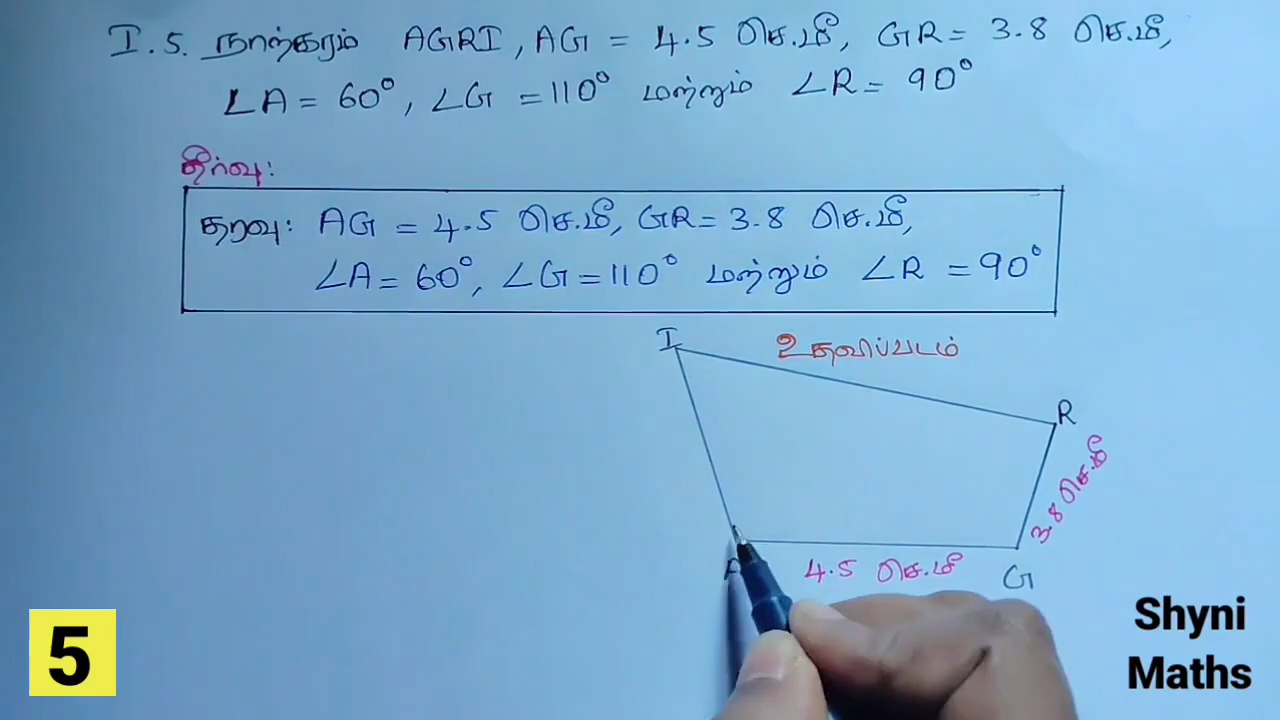 I. 5. நாற்கரம் AGRI, AG = 4.5 செ.மீ, GR = 3.8 செ.மீ,
∠A = 60°, ∠G = 110° மற்றும் ∠R = 90°
தீர்வு:
தரவு: AG = 4.5 செ.மீ, GR = 3.8 செ.மீ,
∠A = 60°, ∠G = 110° மற்றும் ∠R = 90°
I
உதவிப்படம்
R
3.8 செ.மீ
4.5 செ.மீ
G
5
Shyni
Maths